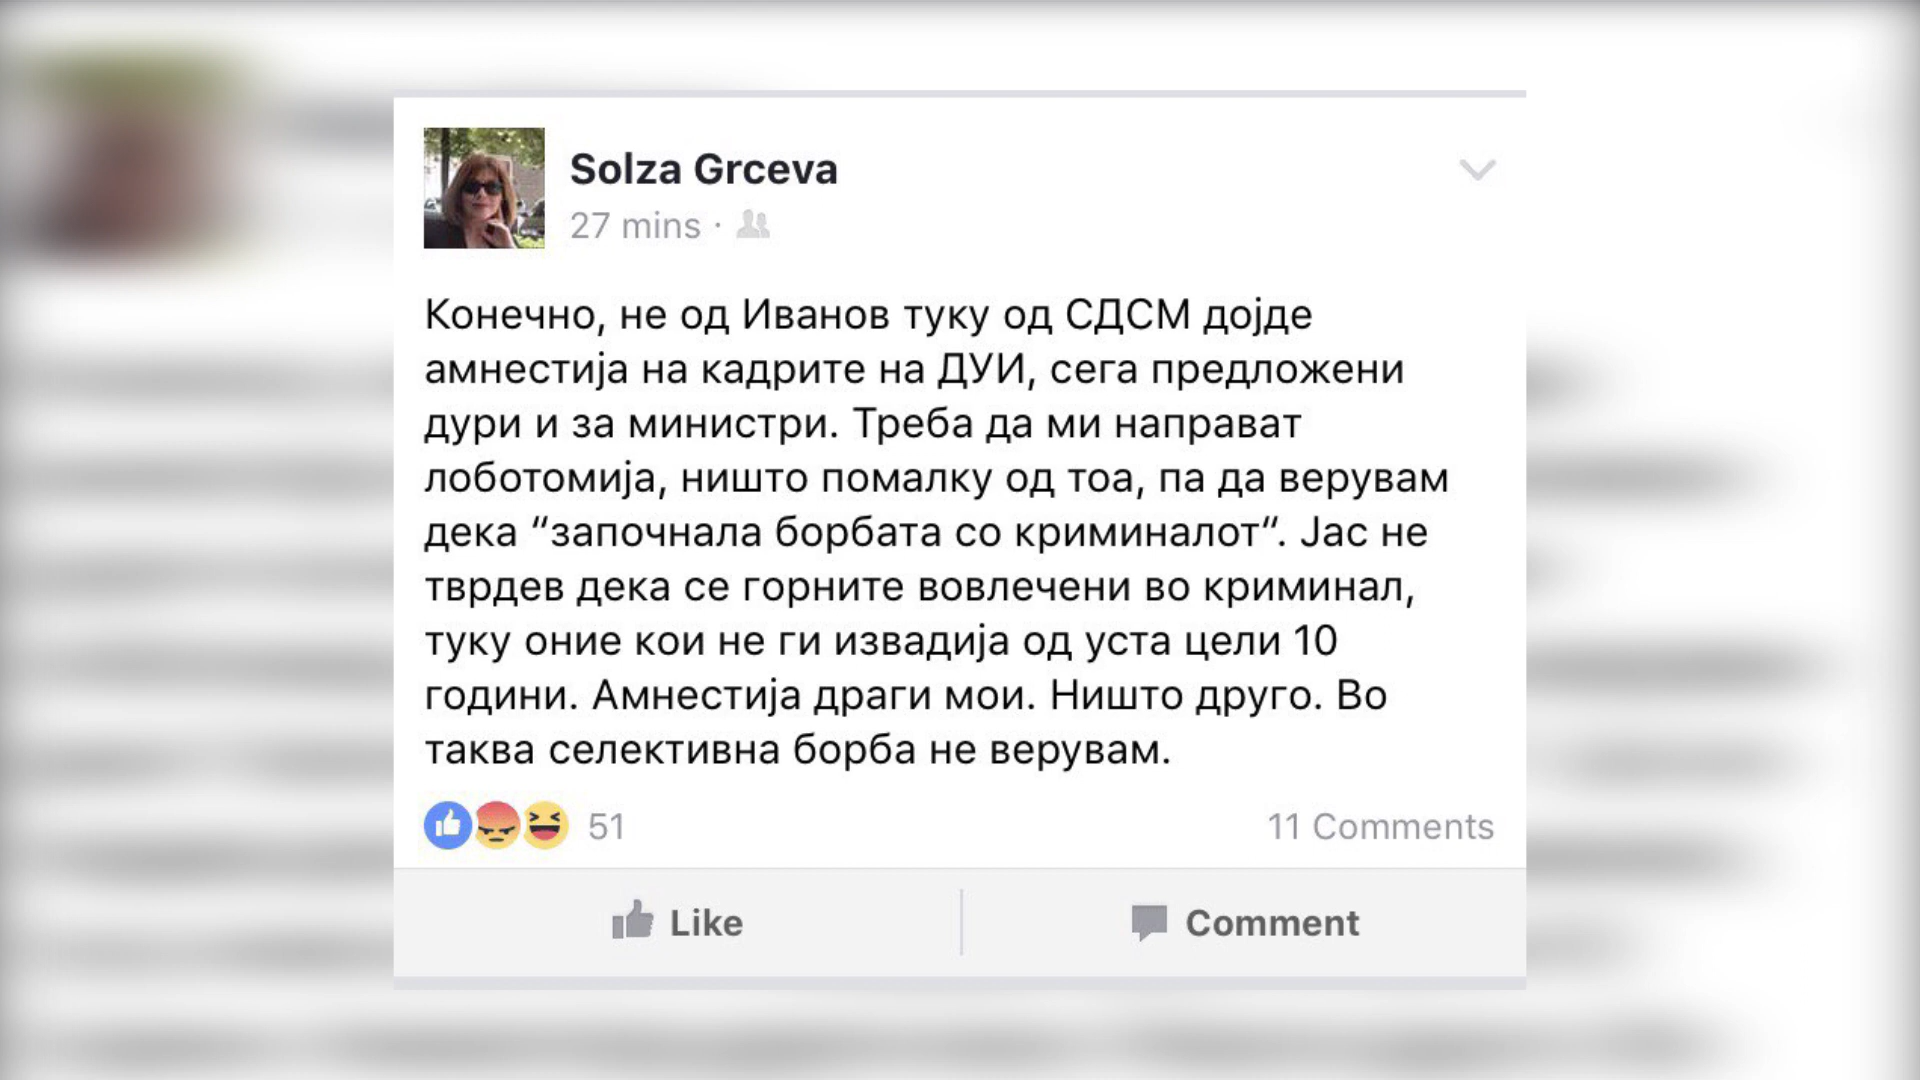 Solza Grceva
27 mins ·
Конечно, не од Иванов туку од СДСМ дојде
амнестија на кадрите на ДУИ, сега предложени
дури и за министри. Треба да ми направат
лоботомија, ништо помалку од тоа, па да верувам
дека “започнала борбата со криминалот“. Јас не
тврдев дека се горните вовлечени во криминал,
туку оние кои не ги извадија од уста цели 10
години. Амнестија драги мои. Ништо друго. Во
таква селективна борба не верувам.
51 11 Comments
Like Comment